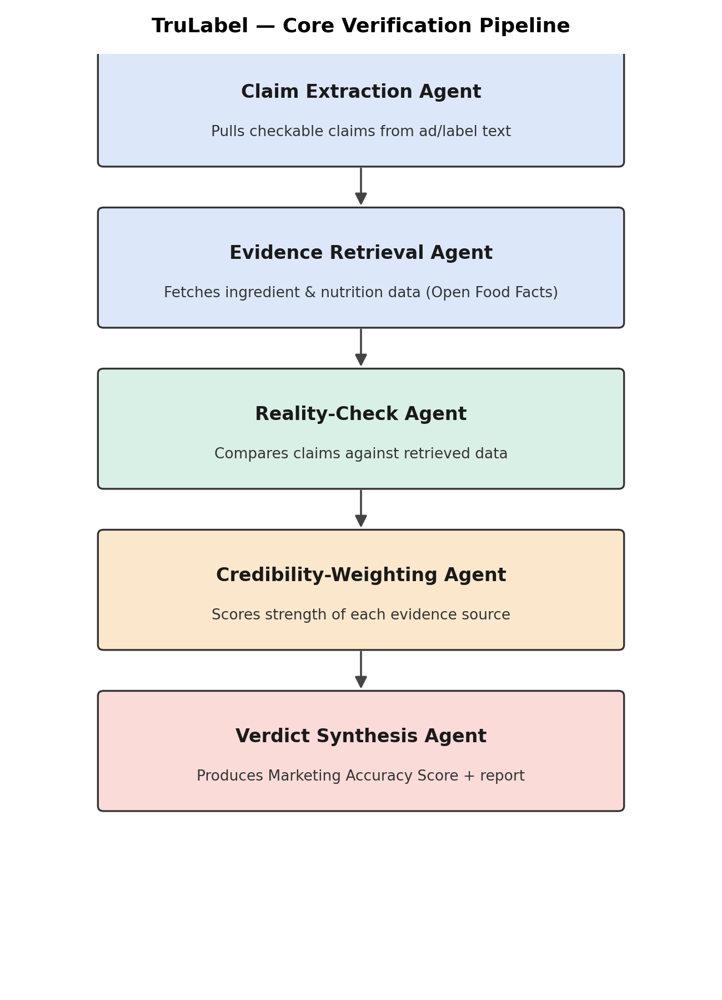 TruLabel — Core Verification Pipeline
Claim Extraction Agent
Pulls checkable claims from ad/label text
Evidence Retrieval Agent
Fetches ingredient & nutrition data (Open Food Facts)
Reality-Check Agent
Compares claims against retrieved data
Credibility-Weighting Agent
Scores strength of each evidence source
Verdict Synthesis Agent
Produces Marketing Accuracy Score + report